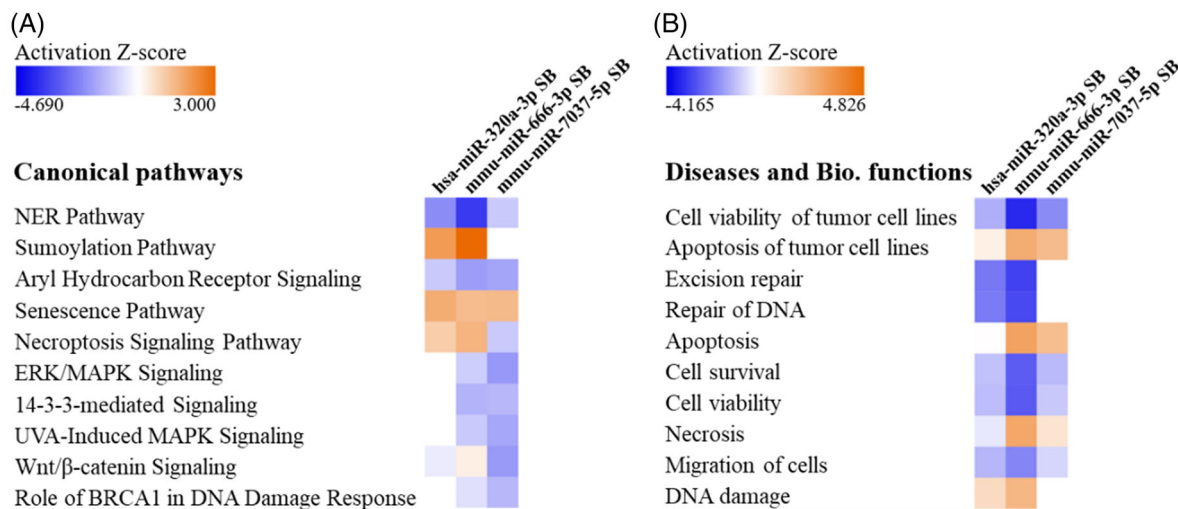 (A)
Activation Z-score
-4.690 3.000
hsa-miR-320a-3p SB
mmu-miR-666-3p SB
mmu-miR-7037-5p SB
Canonical pathways
NER Pathway
Sumoylation Pathway
Aryl Hydrocarbon Receptor Signaling
Senescence Pathway
Necroptosis Signaling Pathway
ERK/MAPK Signaling
14-3-3-mediated Signaling
UVA-Induced MAPK Signaling
Wnt/β-catenin Signaling
Role of BRCA1 in DNA Damage Response
(B)
Activation Z-score
-4.165 4.826
hsa-miR-320a-3p SB
mmu-miR-666-3p SB
mmu-miR-7037-5p SB
Diseases and Bio. functions
Cell viability of tumor cell lines
Apoptosis of tumor cell lines
Excision repair
Repair of DNA
Apoptosis
Cell survival
Cell viability
Necrosis
Migration of cells
DNA damage